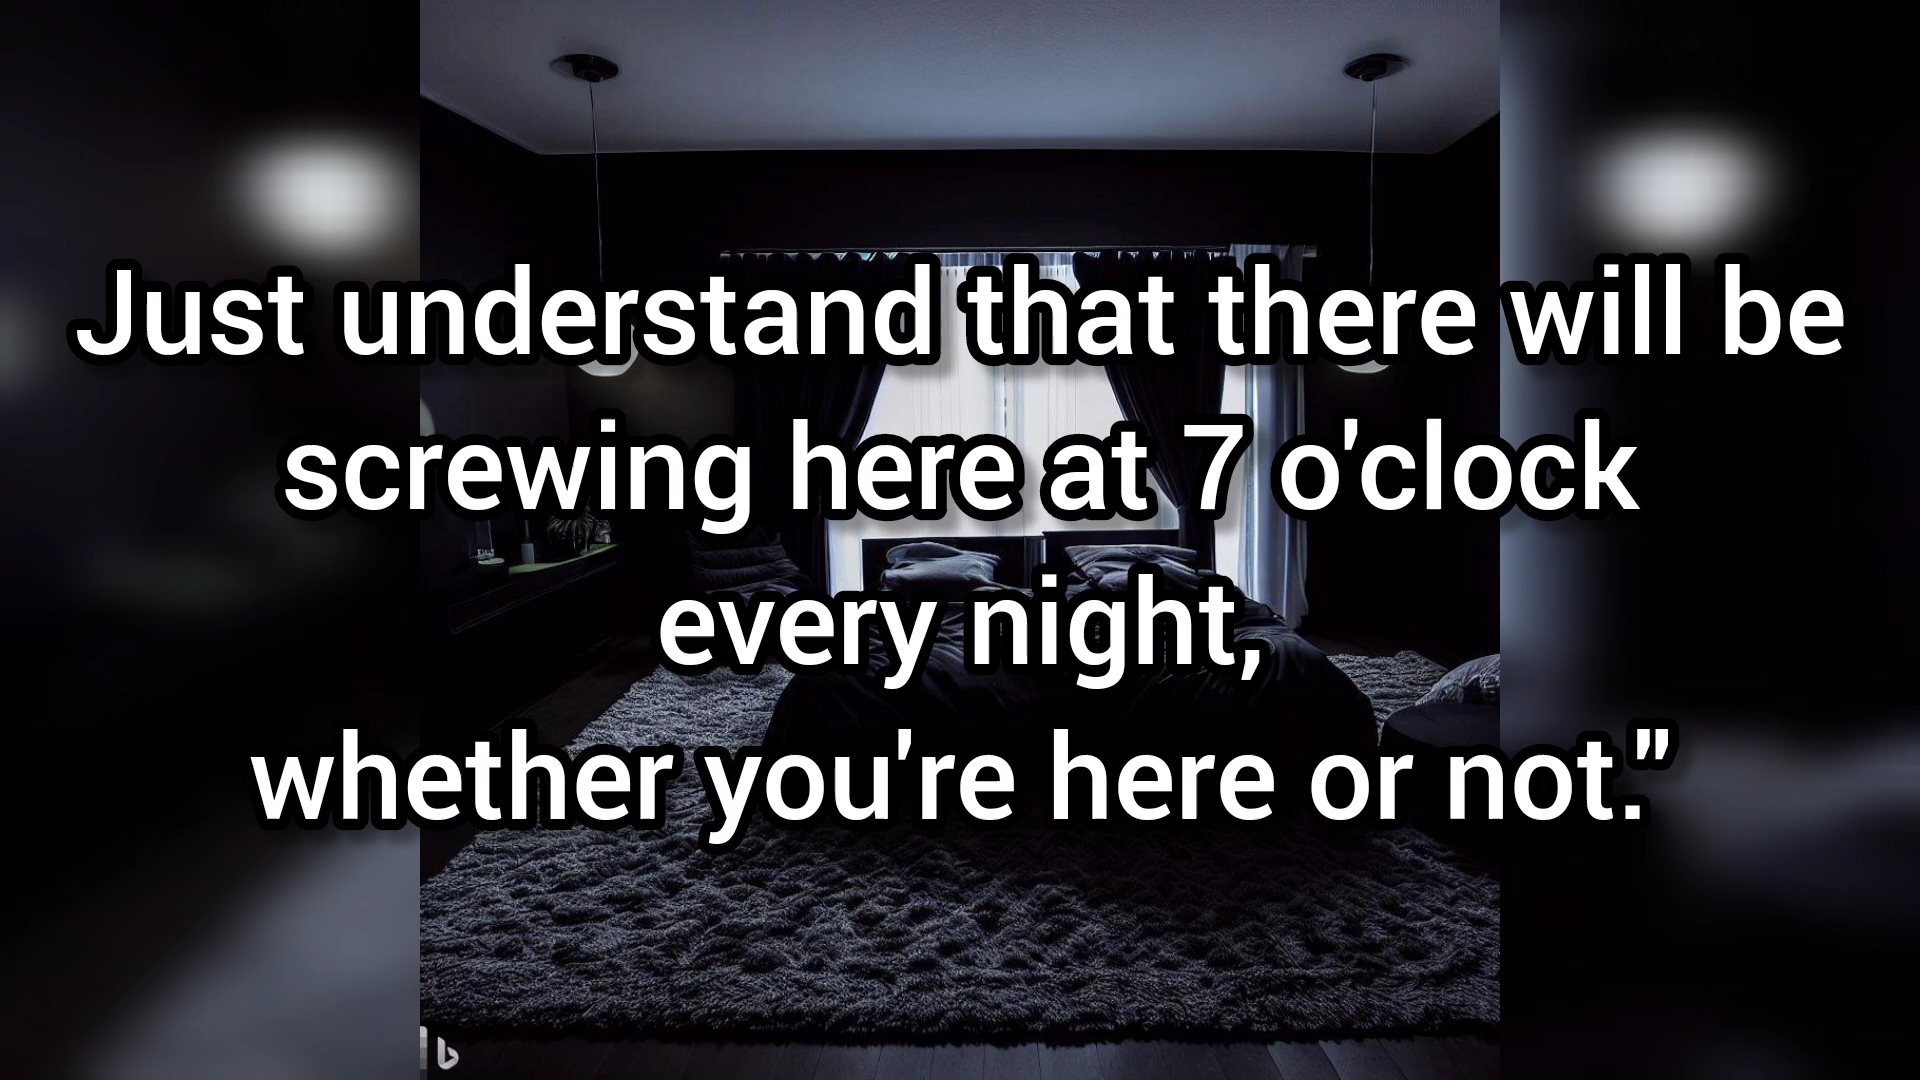 Just understand that there will be
screwing here at 7 o'clock
every night,
whether you're here or not."
b